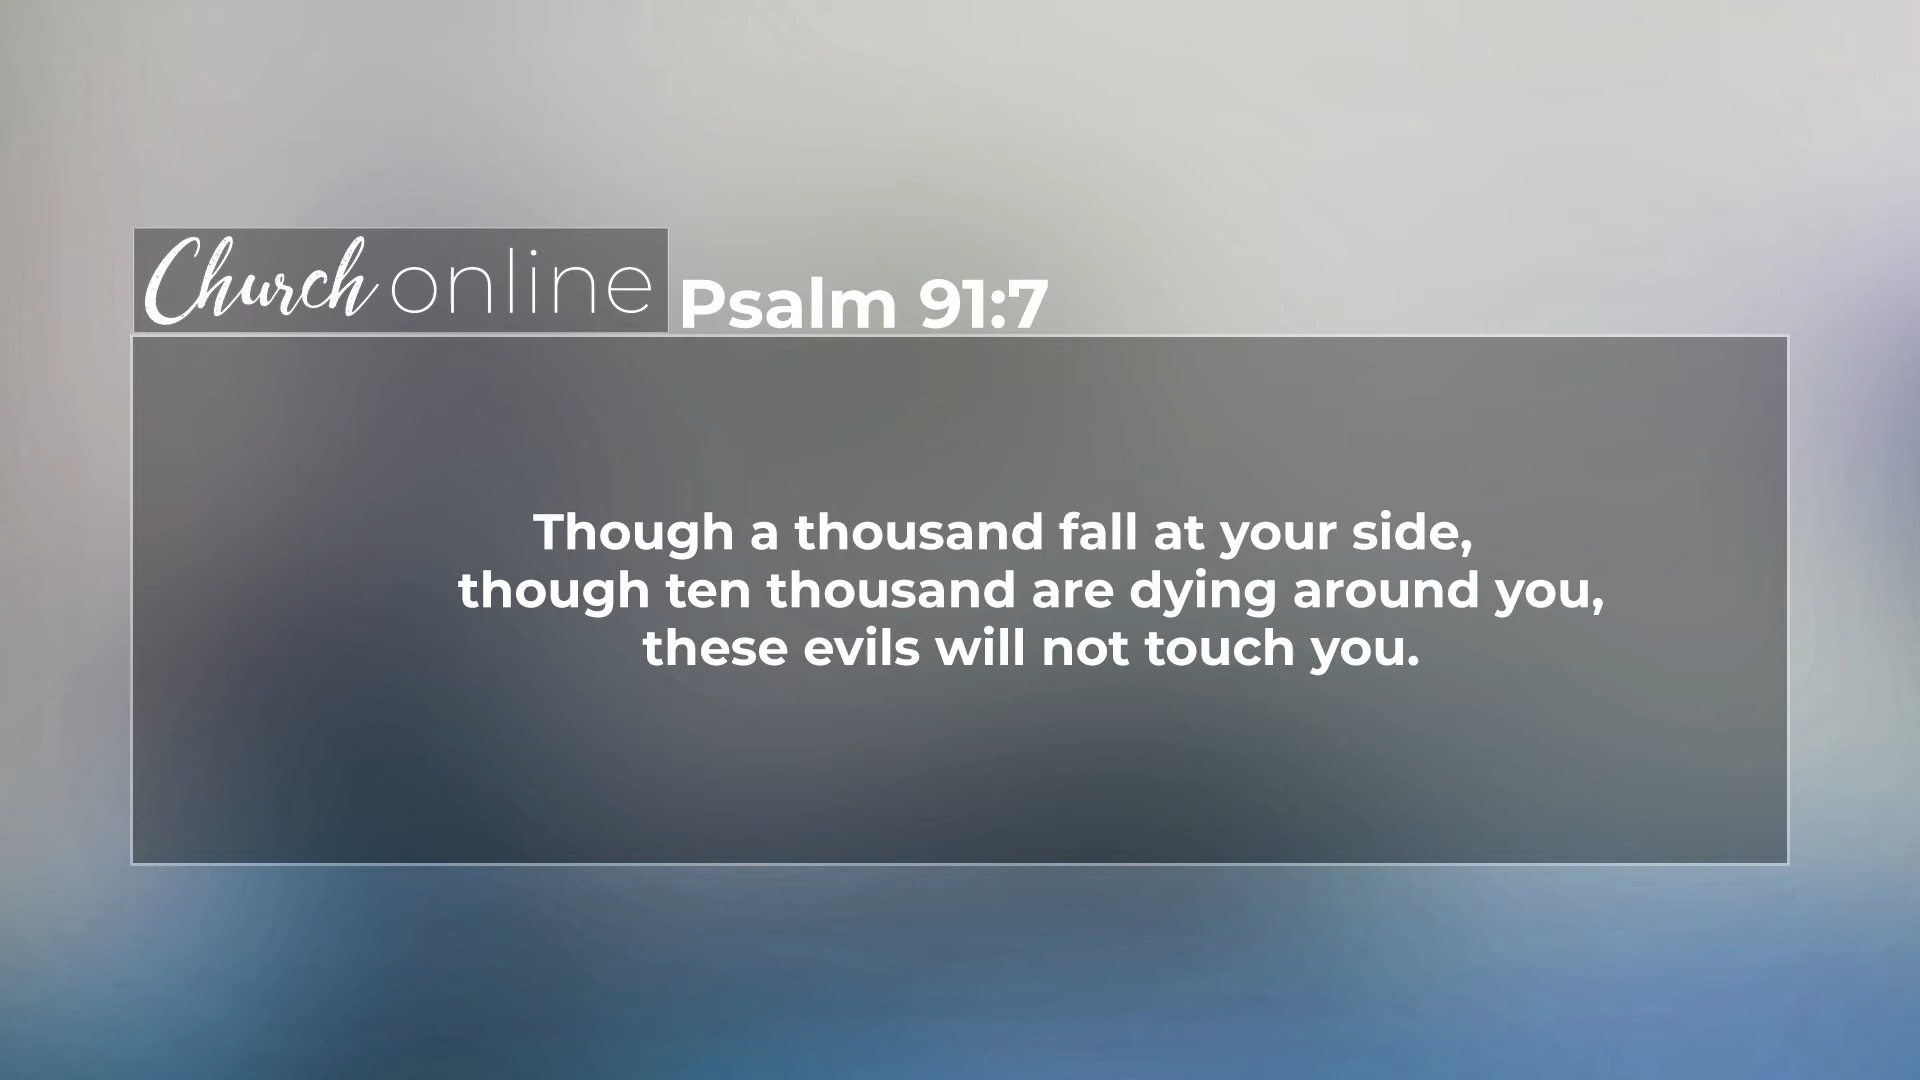 Church online
Psalm 91:7
Though a thousand fall at your side,
though ten thousand are dying around you,
these evils will not touch you.